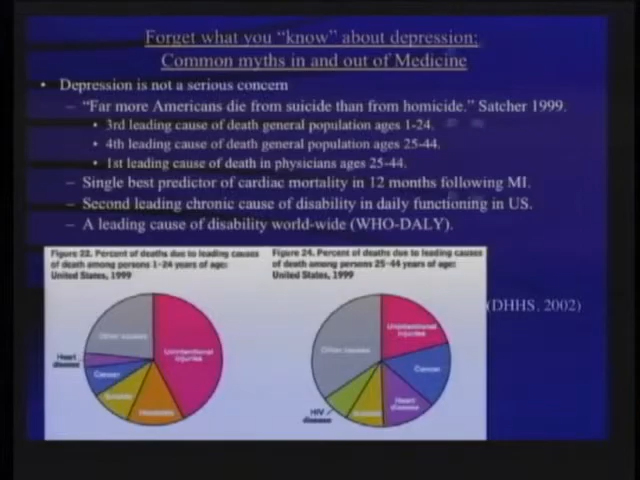 Forget what you “know” about depression:
Common myths in and out of Medicine
• Depression is not a serious concern
– “Far more Americans die from suicide than from homicide.” Satcher 1999.
• 3rd leading cause of death general population ages 1-24.
• 4th leading cause of death general population ages 25-44.
• 1st leading cause of death in physicians ages 25-44.
– Single best predictor of cardiac mortality in 12 months following MI.
– Second leading chronic cause of disability in daily functioning in US.
– A leading cause of disability world-wide (WHO-DALY).
Figure 22. Percent of deaths due to leading causes
of death among persons 1-24 years of age:
United States, 1999
Other causes
Unintentional
injuries
Heart
disease
Cancer
Suicide
Homicide
Figure 24. Percent of deaths due to leading causes
of death among persons 25-44 years of age:
United States, 1999
Unintentional
injuries
Other causes
Cancer
Heart
disease
HIV
disease
Suicide
(DHHS, 2002)